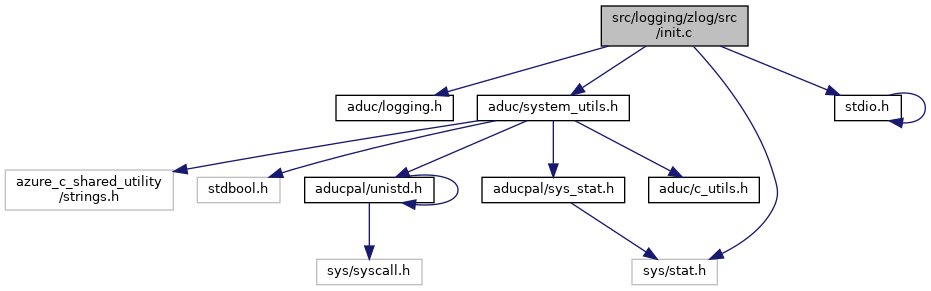 src/logging/zlog/src
/init.c
aduc/logging.h
aduc/system_utils.h
stdio.h
azure_c_shared_utility
/strings.h
stdbool.h
aducpal/unistd.h
aducpal/sys_stat.h
aduc/c_utils.h
sys/syscall.h
sys/stat.h